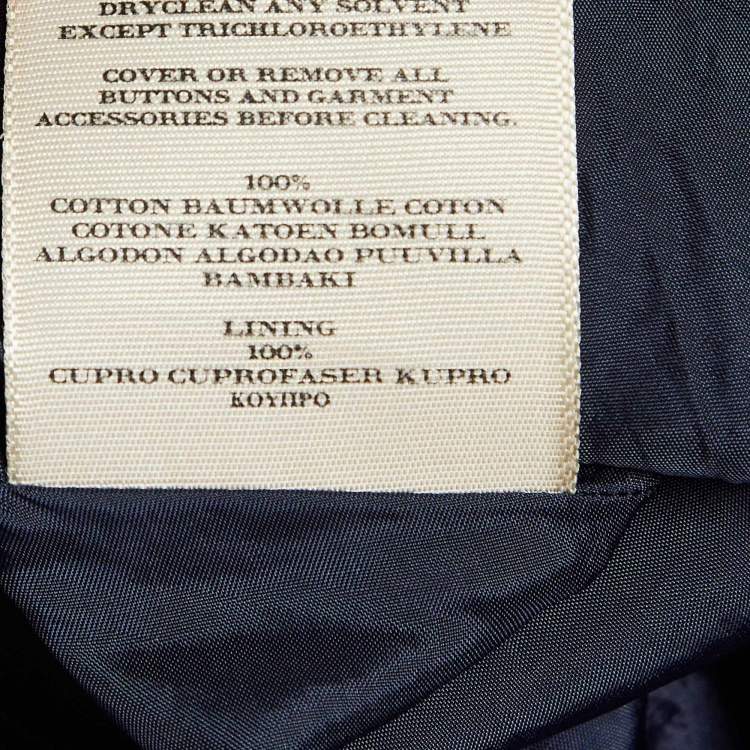 DRYCLEAN ANY SOLVENT
EXCEPT TRICHLOROETHYLENE
COVER OR REMOVE ALL
BUTTONS AND GARMENT
ACCESSORIES BEFORE CLEANING.
100%
COTTON BAUMWOLLE COTON
COTONE KATOEN BOMULL
ALGODON ALGODAO PUUVILLA
BAMBAKI
LINING
100%
CUPRO CUPROFASER KUPRO
ΚΟΥΠΡΟ